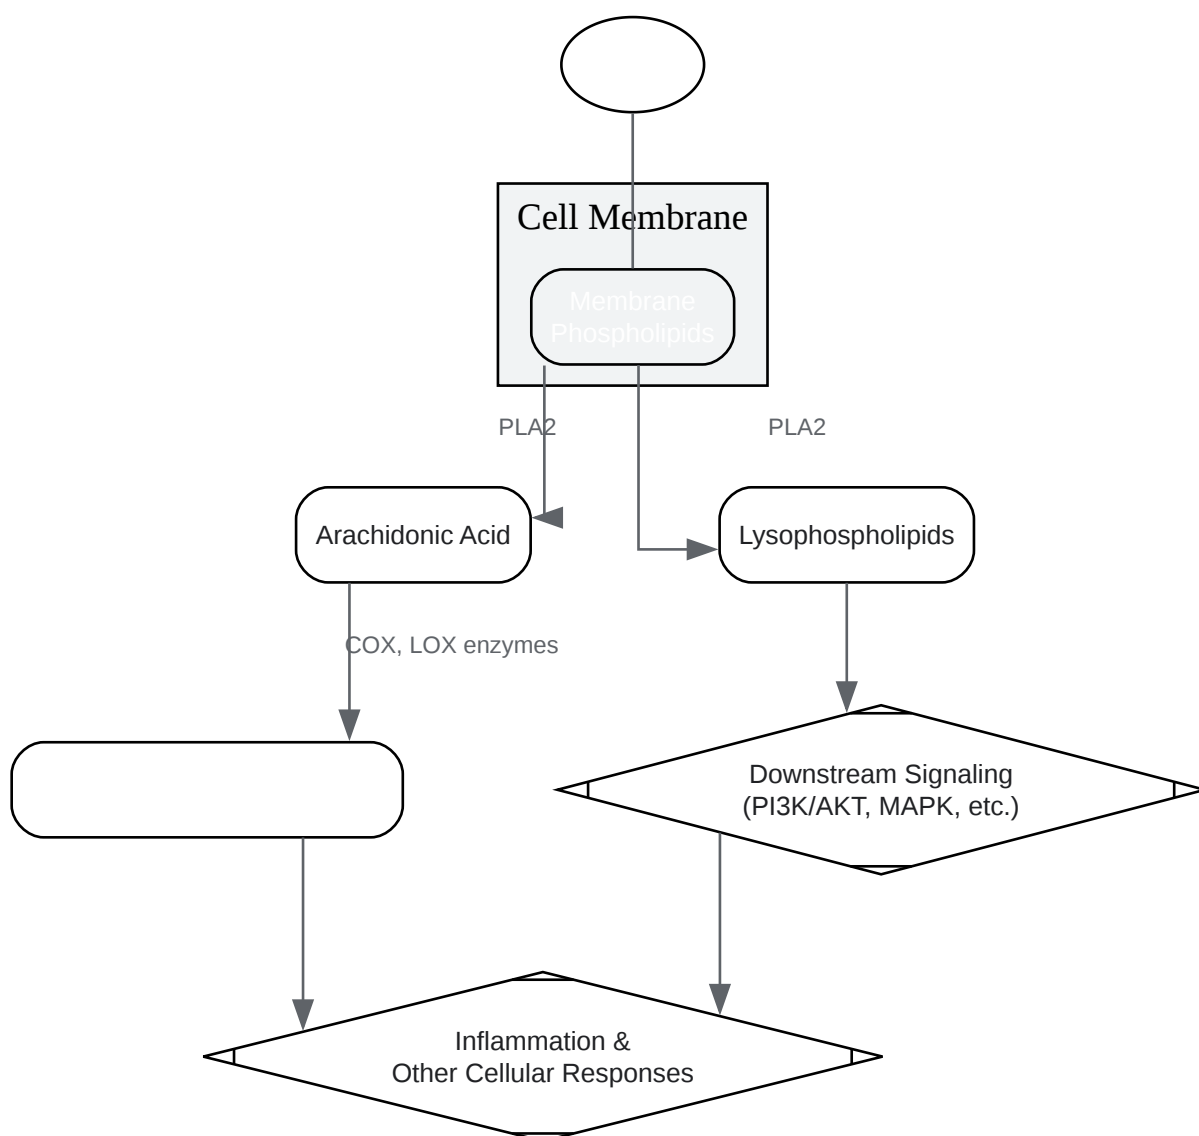 Cell Membrane
Membrane
Phospholipids
PLA2
PLA2
Arachidonic Acid
Lysophospholipids
COX, LOX enzymes
Downstream Signaling
(PI3K/AKT, MAPK, etc.)
Inflammation &
Other Cellular Responses